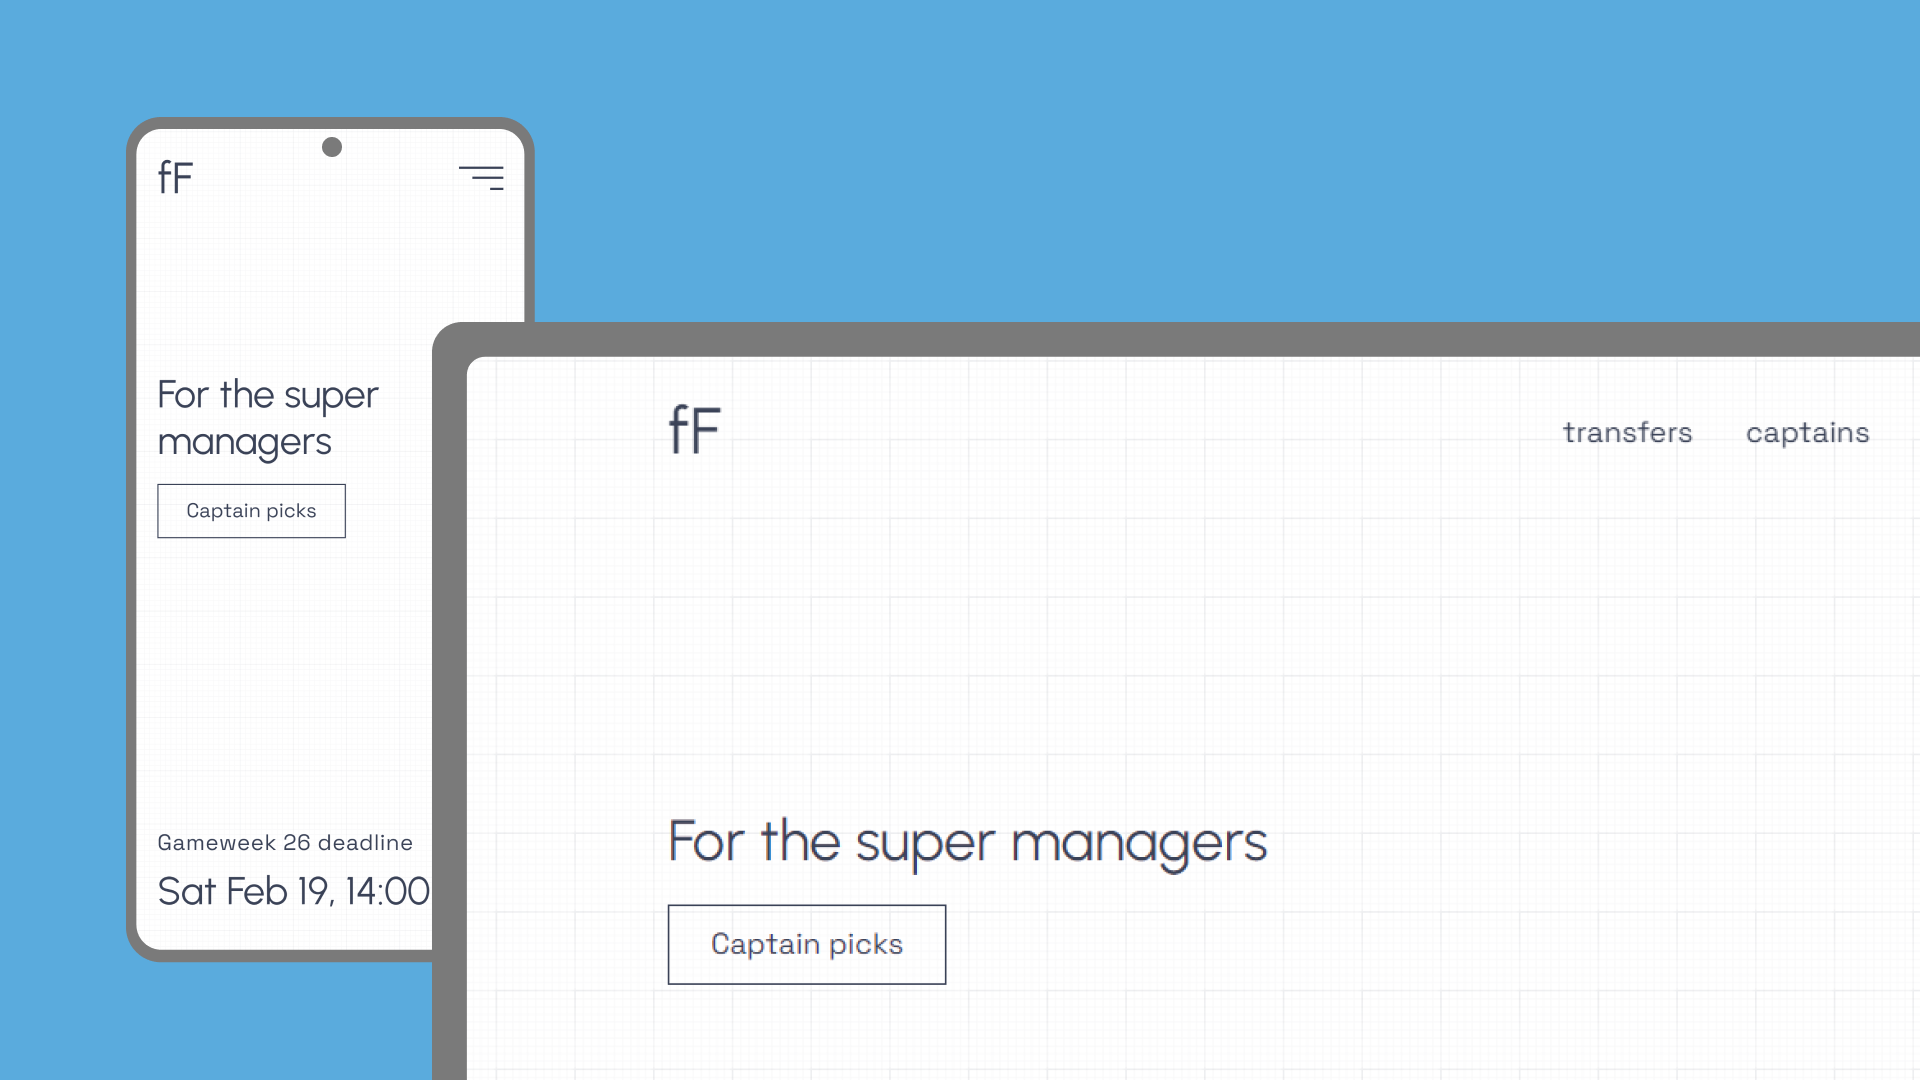 fF
For the super
managers
Captain picks
Gameweek 26 deadline
Sat Feb 19, 14:00
fF
transfers captains
For the super managers
Captain picks